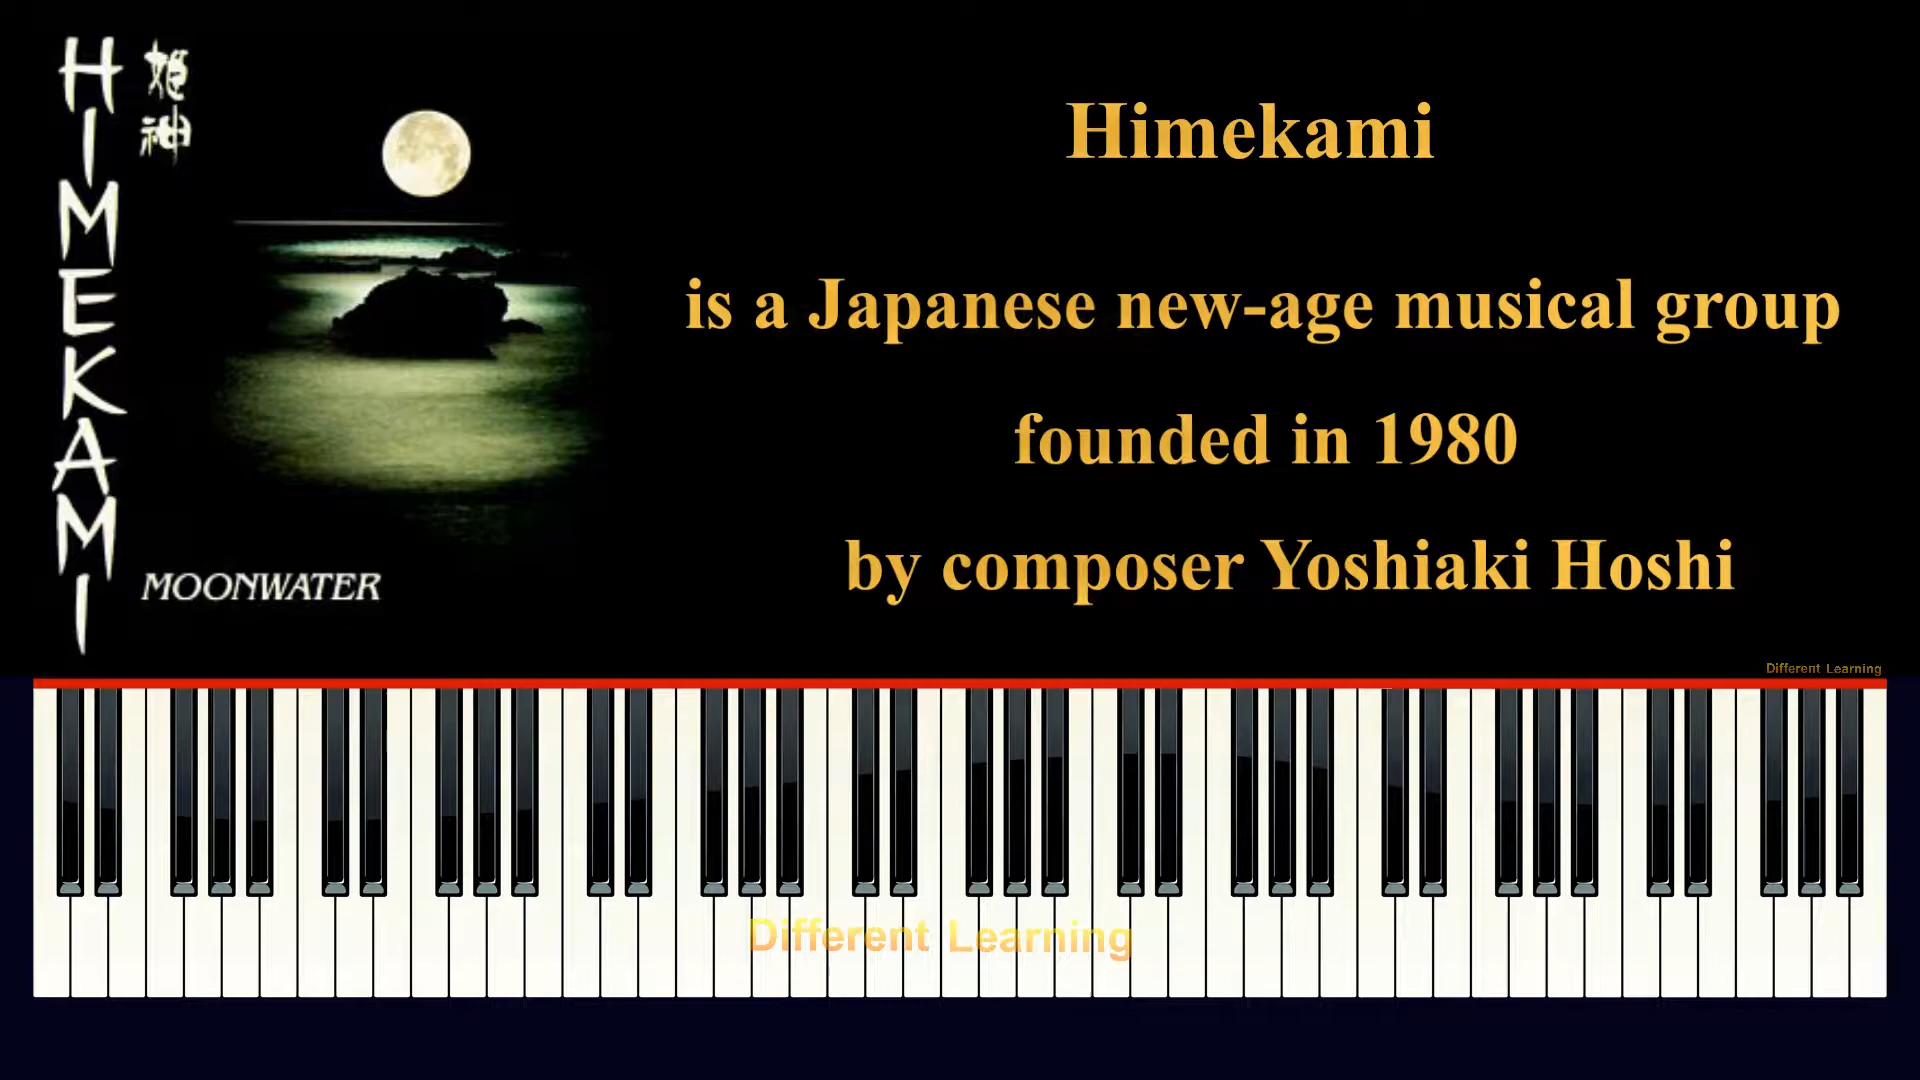 HIMEKAMI
姫神
MOONWATER
Himekami
is a Japanese new-age musical group
founded in 1980
by composer Yoshiaki Hoshi
Different Learning
Different Learning